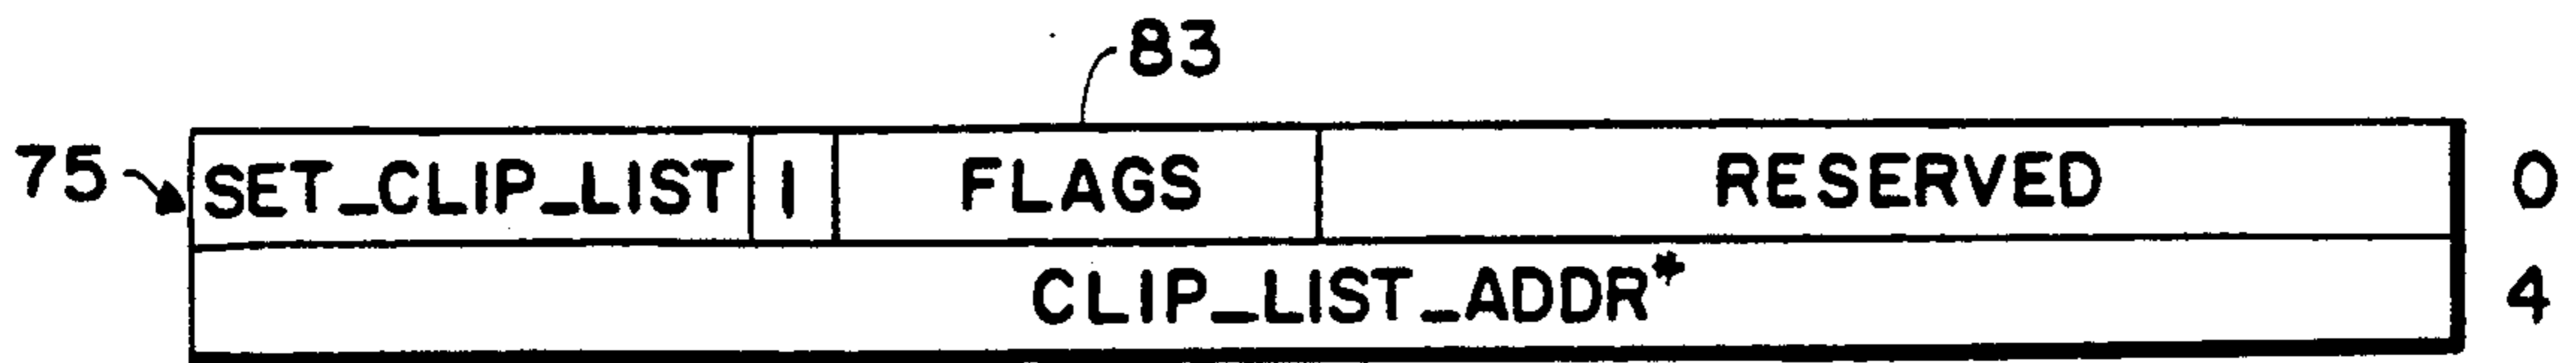 83
75 SET_CLIP_LIST I FLAGS RESERVED 0
CLIP_LIST_ADDR* 4